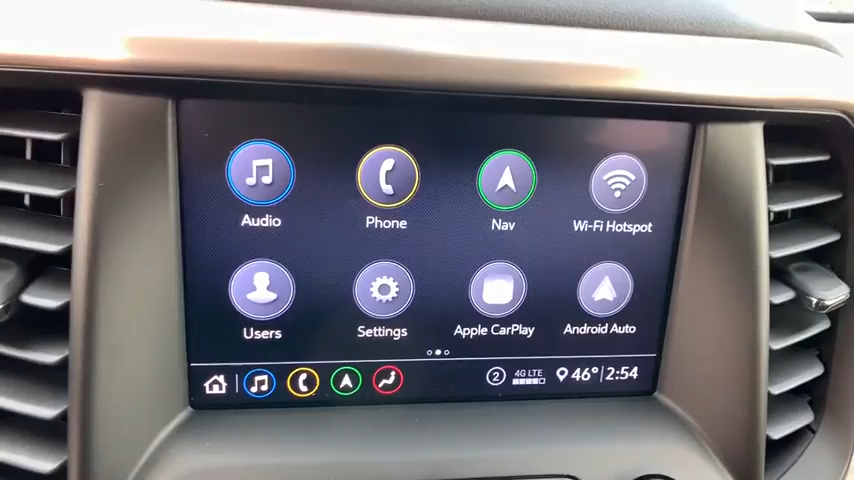 Audio
Phone
Nav
Wi-Fi Hotspot
Users
Settings
Apple CarPlay
Android Auto
2
4G LTE
46° 2:54